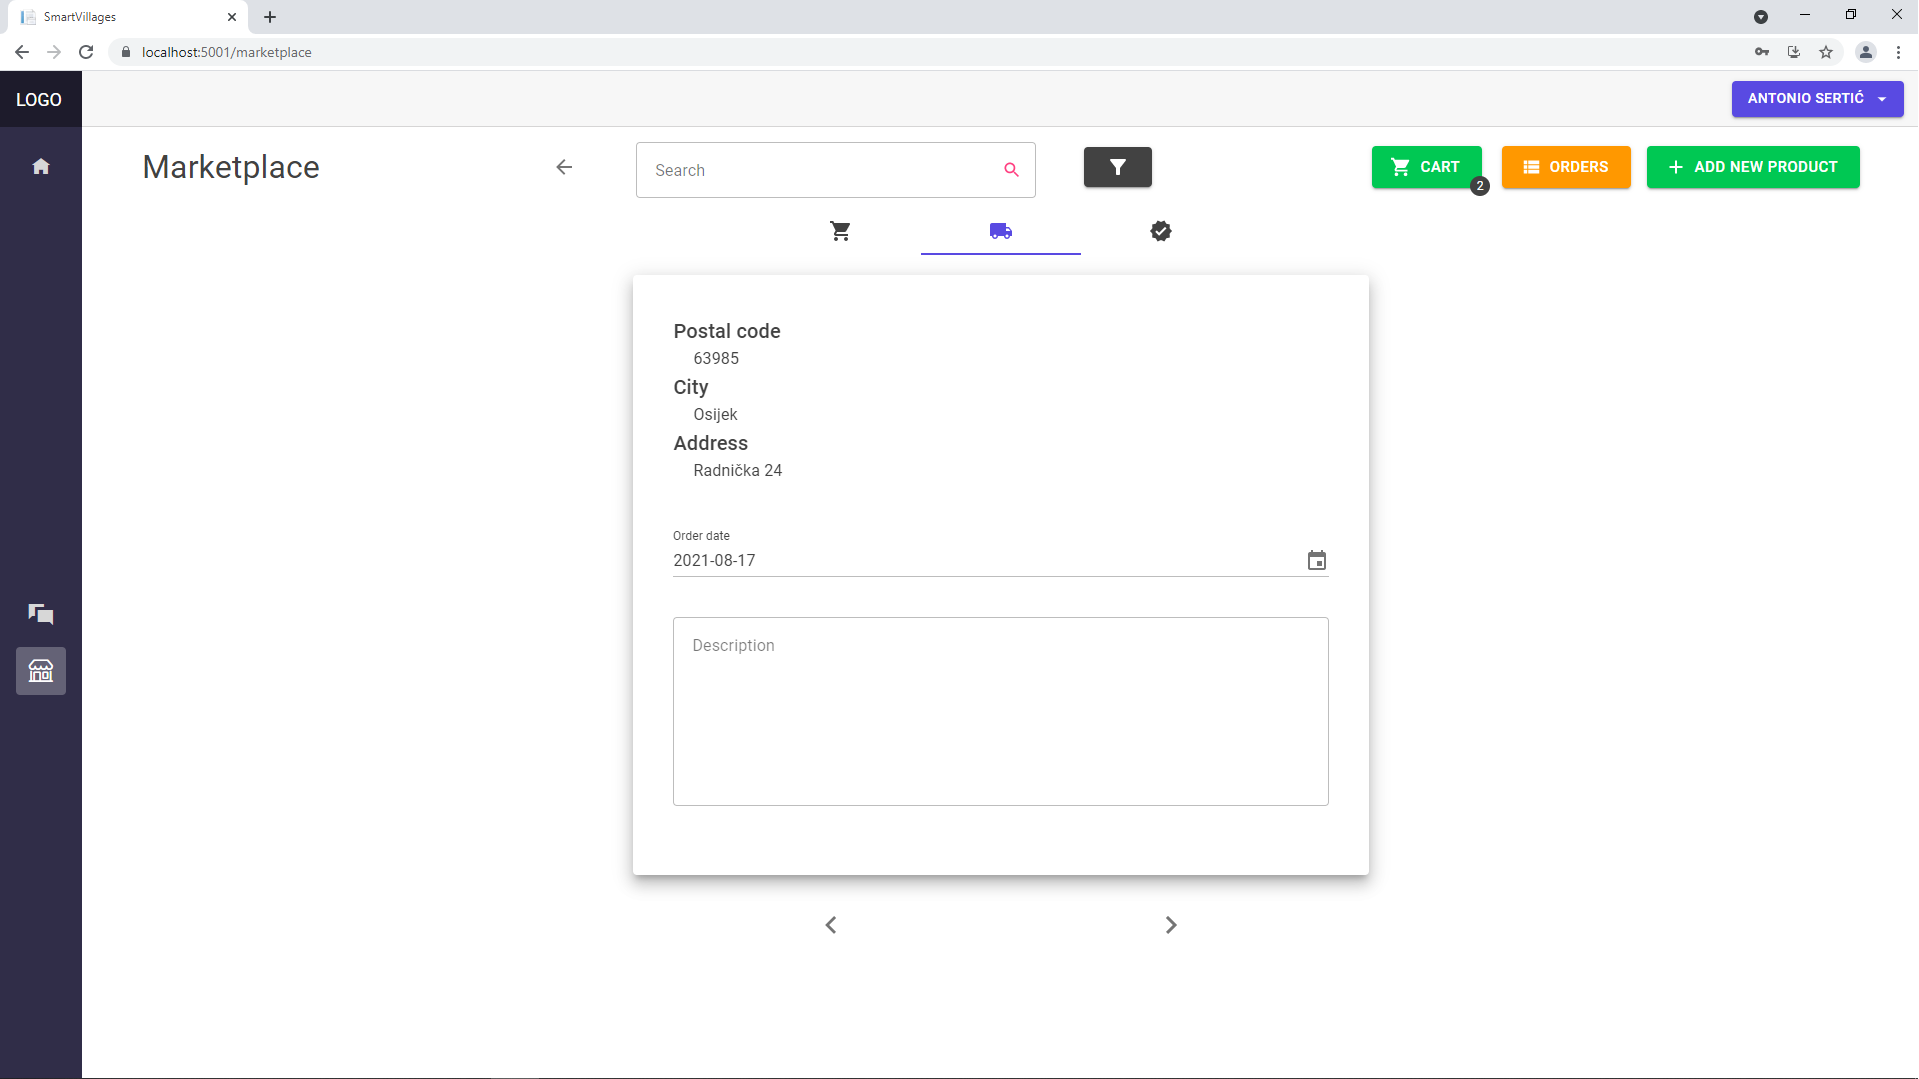 SmartVillages
localhost:5001/marketplace
LOGO
ANTONIO SERTIĆ
Marketplace
Search
CART
2
ORDERS
ADD NEW PRODUCT
Postal code
63985
City
Osijek
Address
Radnička 24
Order date
2021-08-17
Description